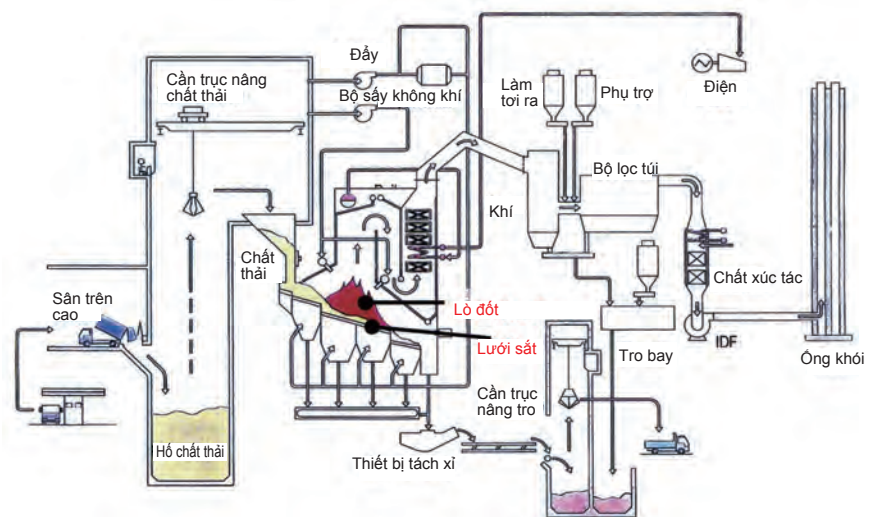 Đẩy
Cần trục nâng
chất thải
Bộ sấy không khí
Làm
tơi ra
Phụ trợ
Điện
Bộ lọc túi
Khí
Chất
thải
Chất xúc tác
Sân trên
cao
Lò đốt
Lưới sắt
Tro bay
IDF
Ông khói
Cần trục
nâng tro
Hố chất thải
Thiết bị tách xỉ